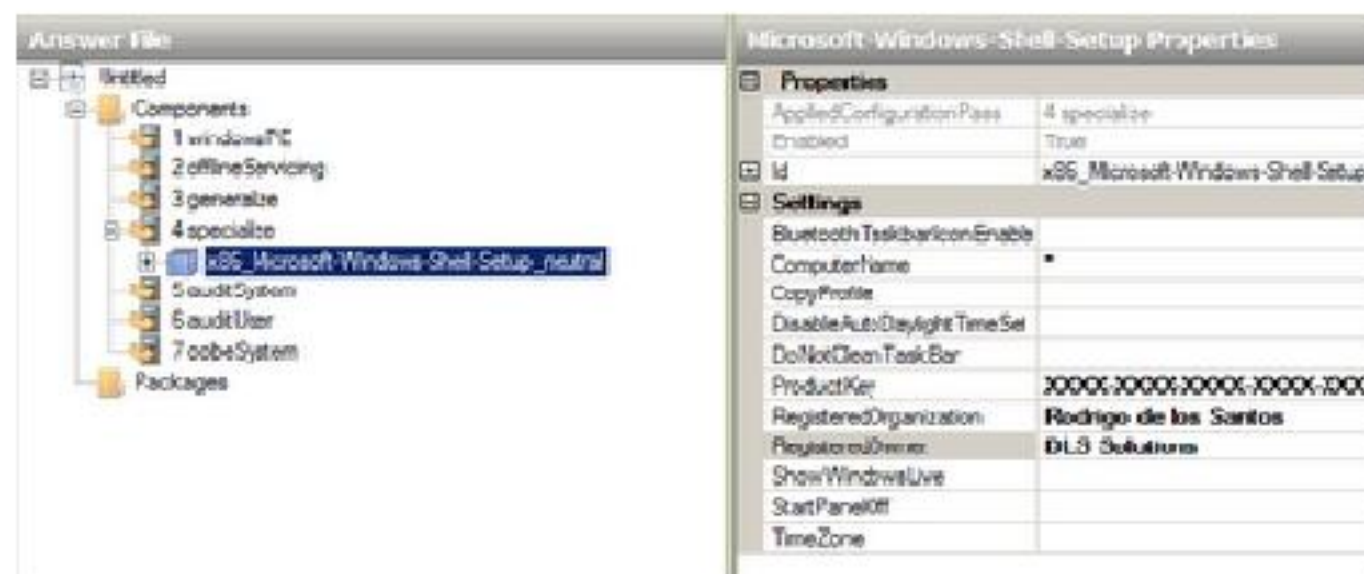 Answer File
Untitled
Components
1 windowsPE
2 offlineServicing
3 generalize
4 specialize
x86_Microsoft-Windows-Shell-Setup_neutral
5 auditSystem
6 auditUser
7 oobeSystem
Packages
Microsoft-Windows-Shell-Setup Properties
Properties
AppliedConfigurationPass 4 specialize
Enabled True
Id x86_Microsoft-Windows-Shell-Setup
Settings
BluetoothTaskbarIconEnable
ComputerName *
CopyProfile
DisableAutoDaylightTimeSet
DoNotCleanTaskBar
ProductKey XXXXX-XXXXX-XXXXX-XXXXX-XXX
RegisteredOrganization Rodrigo de los Santos
RegisteredOwner DLS Solutions
ShowWindowsLive
StartPanelOff
TimeZone